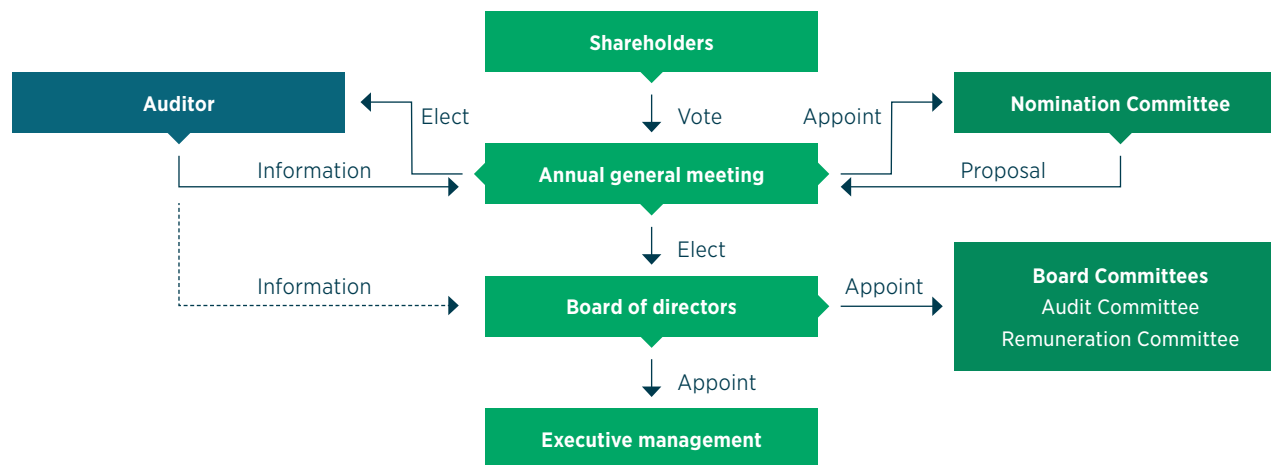 Shareholders
Auditor
Nomination Committee
Elect
Vote
Appoint
Information
Annual general meeting
Proposal
Elect
Information
Board of directors
Appoint
Board Committees
Audit Committee
Remuneration Committee
Appoint
Executive management